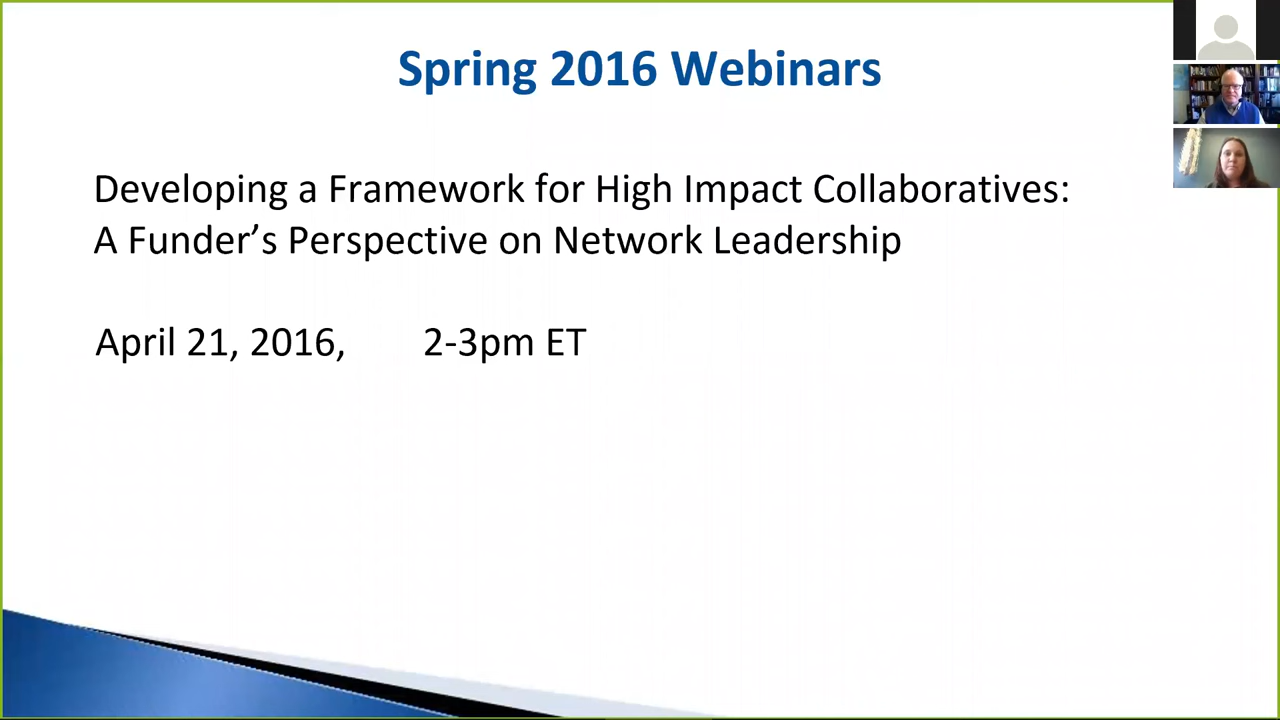 Spring 2016 Webinars
Developing a Framework for High Impact Collaboratives:
A Funder’s Perspective on Network Leadership
April 21, 2016, 2-3pm ET